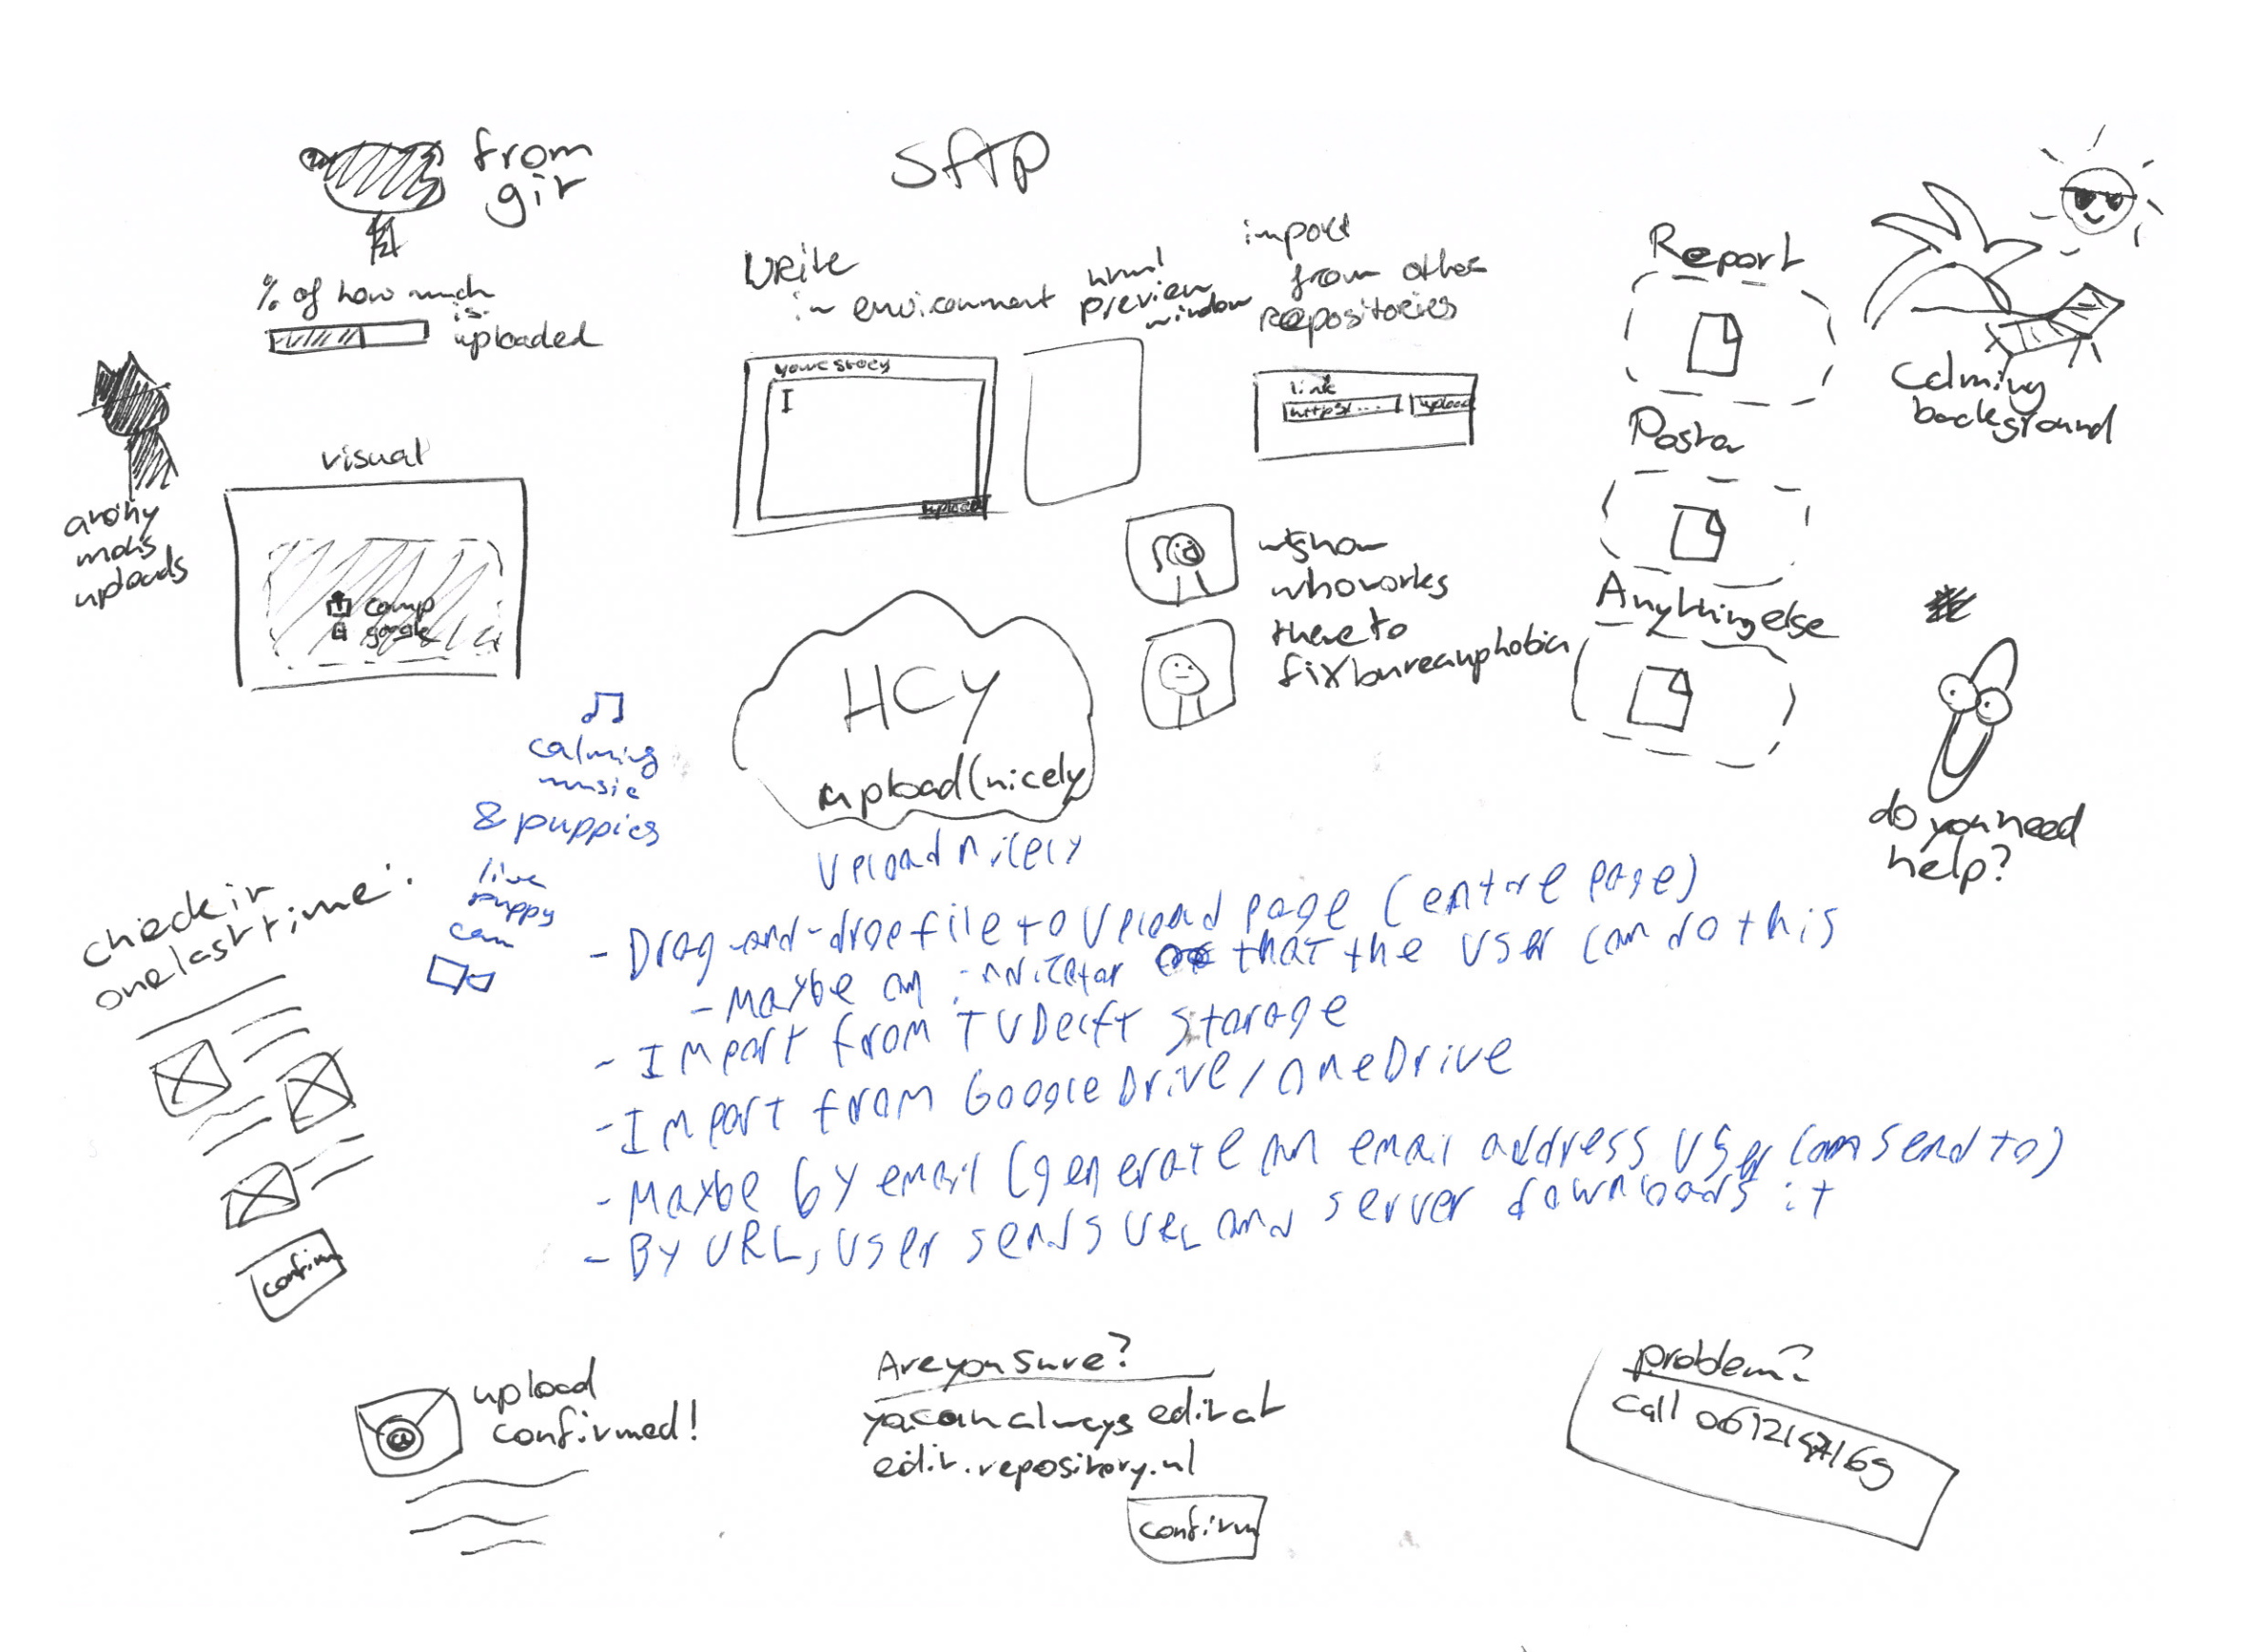 from
git
SFTP
% of how much
is
uploaded
Write
in environment
html
preview
window
import
from other
repositories
Report
your story
I
upload
link
https/...
upload
Poster
Calming
background
visual
anony
mous
uploads
comp
google
show
who works
there to
fix bureauphobia
Anything else
HCY
upload (nicely
calming
music
& puppies
live
puppy
cam
do you need
help?
Upload nicely
- Drag-and-drop file to upload page (entire page)
- Maybe an indicator that the user can do this
- Import from TU Delft storage
- Import from Google Drive / OneDrive
- Maybe by email (generate an email address user can send to)
- By URL, user sends URL and server downloads it
check it
one last time:
confirm
upload
confirmed!
@
Are you sure?
you can always edit at
edit.repository.nl
confirm
problem?
call